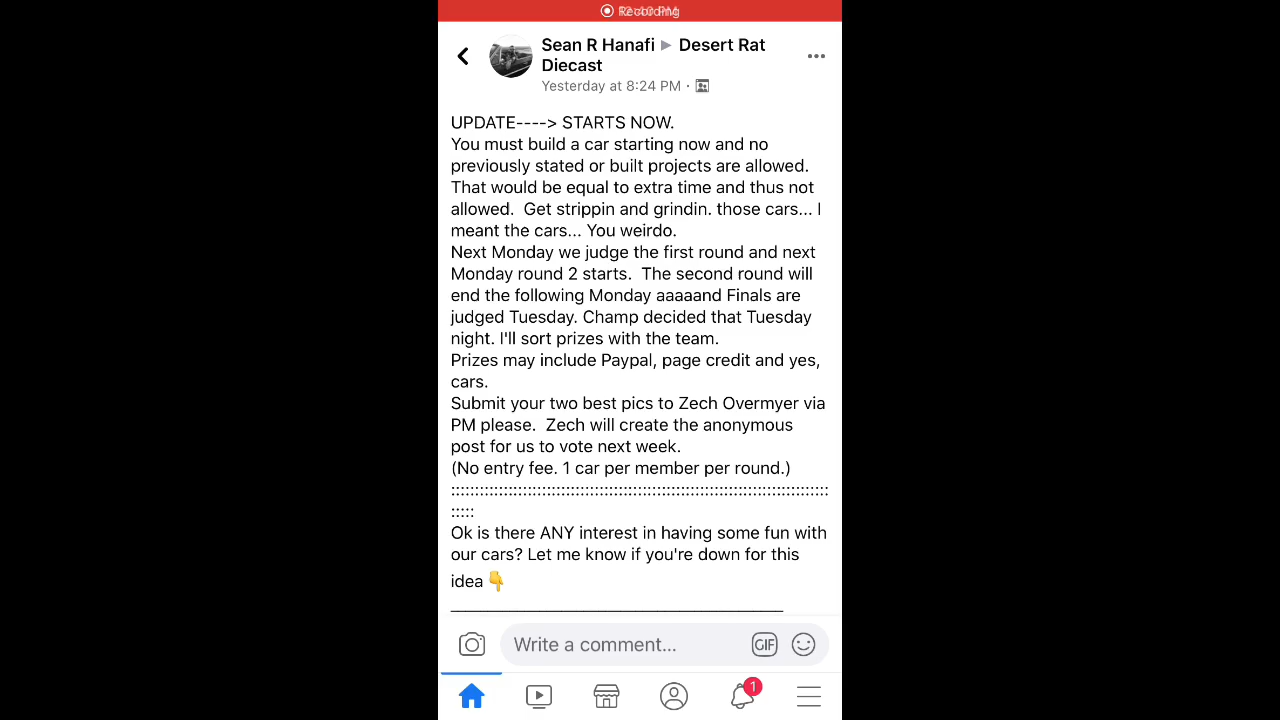 Recording
Sean R Hanafi ▶ Desert Rat
Diecast
Yesterday at 8:24 PM ·
UPDATE----> STARTS NOW.
You must build a car starting now and no
previously stated or built projects are allowed.
That would be equal to extra time and thus not
allowed.  Get strippin and grindin. those cars... I
meant the cars... You weirdo.
Next Monday we judge the first round and next
Monday round 2 starts.  The second round will
end the following Monday aaaaand Finals are
judged Tuesday. Champ decided that Tuesday
night. I'll sort prizes with the team.
Prizes may include Paypal, page credit and yes,
cars.
Submit your two best pics to Zech Overmyer via
PM please.  Zech will create the anonymous
post for us to vote next week.
(No entry fee. 1 car per member per round.)
:::::::::::::::::::::::::::::::::::::::::::::::::::::::::::::::::::::::::::::::
:::::
Ok is there ANY interest in having some fun with
our cars? Let me know if you're down for this
idea 👇
Write a comment...
GIF
1